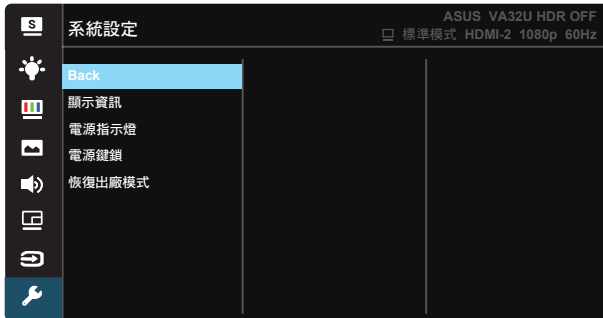 S
系統設定
ASUS VA32U HDR OFF
標準模式 HDMI-2 1080p 60Hz
Back
顯示資訊
電源指示燈
電源鍵鎖
恢復出廠模式